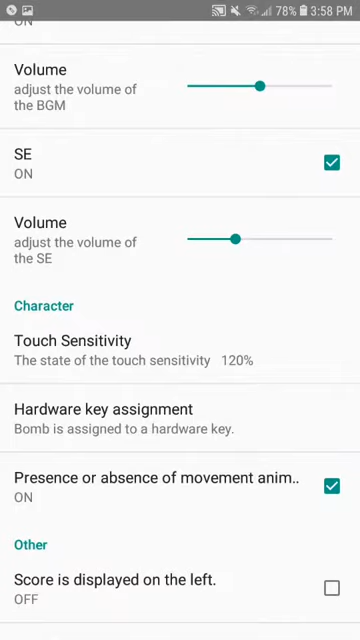 78% 3:58 PM
ON
Volume
adjust the volume of
the BGM
SE
ON
Volume
adjust the volume of
the SE
Character
Touch Sensitivity
The state of the touch sensitivity 120%
Hardware key assignment
Bomb is assigned to a hardware key.
Presence or absence of movement anim..
ON
Other
Score is displayed on the left.
OFF